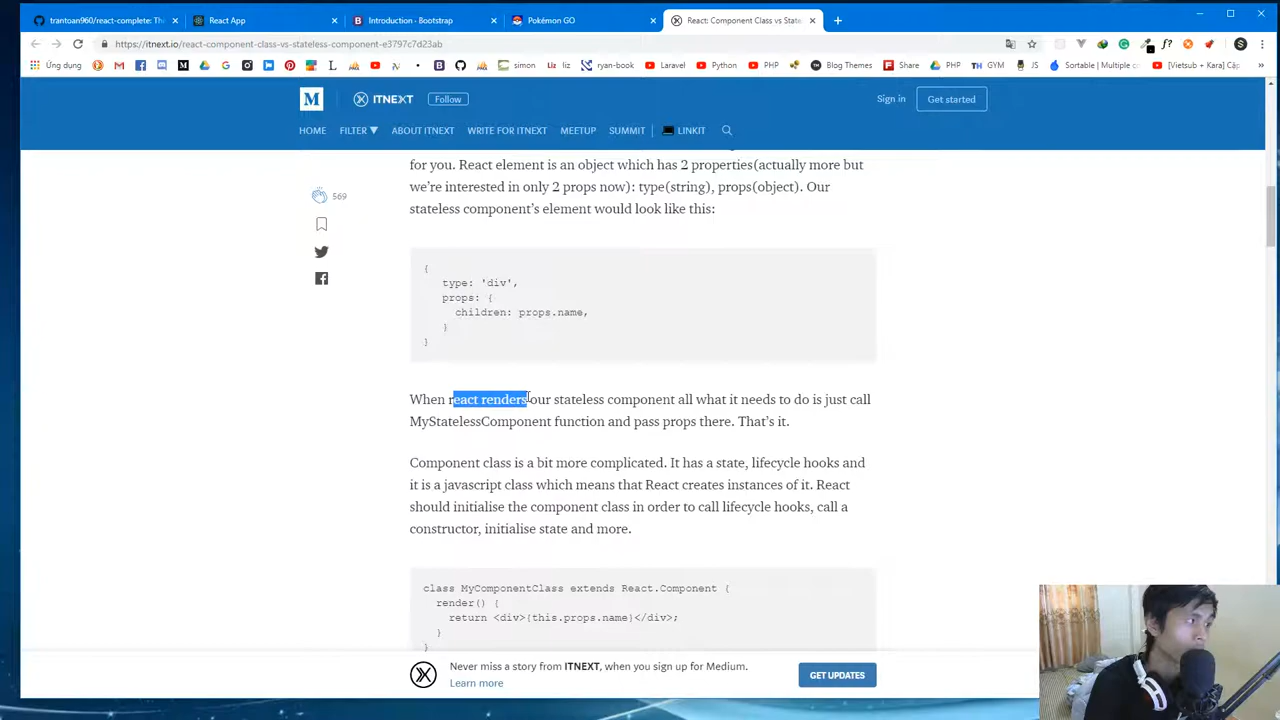 trantoan960/react-complete: Th
React App
Introduction · Bootstrap
Pokémon GO
React: Component Class vs State
https://itnext.io/react-component-class-vs-stateless-component-e3797c7d23ab
Ứng dụng
simon
liz
ryan-book
Laravel
Python
PHP
Blog Themes
Share
PHP
GYM
JS
Sortable | Multiple c
[Vietsub + Kara] Cặp
M
ITNEXT
Follow
Sign in
Get started
HOME
FILTER ▼
ABOUT ITNEXT
WRITE FOR ITNEXT
MEETUP
SUMMIT
LINKIT
for you. React element is an object which has 2 properties(actually more but
we're interested in only 2 props now): type(string), props(object). Our
stateless component's element would look like this:
569
{
type: 'div',
props: {
children: props.name,
}
}
When react renders our stateless component all what it needs to do is just call
MyStatelessComponent function and pass props there. That's it.
Component class is a bit more complicated. It has a state, lifecycle hooks and
it is a javascript class which means that React creates instances of it. React
should initialise the component class in order to call lifecycle hooks, call a
constructor, initialise state and more.
class MyComponentClass extends React.Component {
render() {
return <div>{this.props.name}</div>;
}
}
Never miss a story from ITNEXT, when you sign up for Medium.
Learn more
GET UPDATES